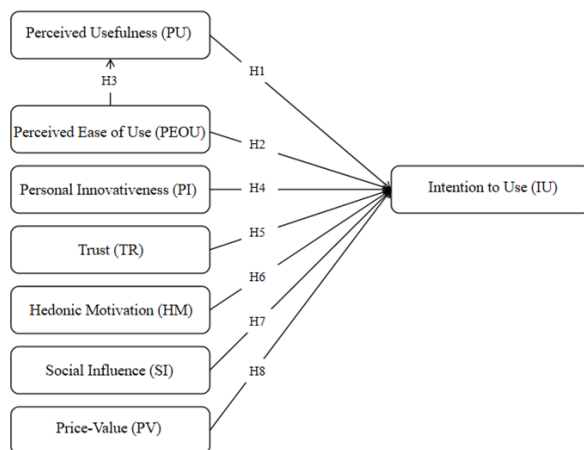 Perceived Usefulness (PU)
H1
H3
Perceived Ease of Use (PEOU)
H2
Personal Innovativeness (PI)
H4
Intention to Use (IU)
Trust (TR)
H5
H6
Hedonic Motivation (HM)
H7
Social Influence (SI)
H8
Price-Value (PV)